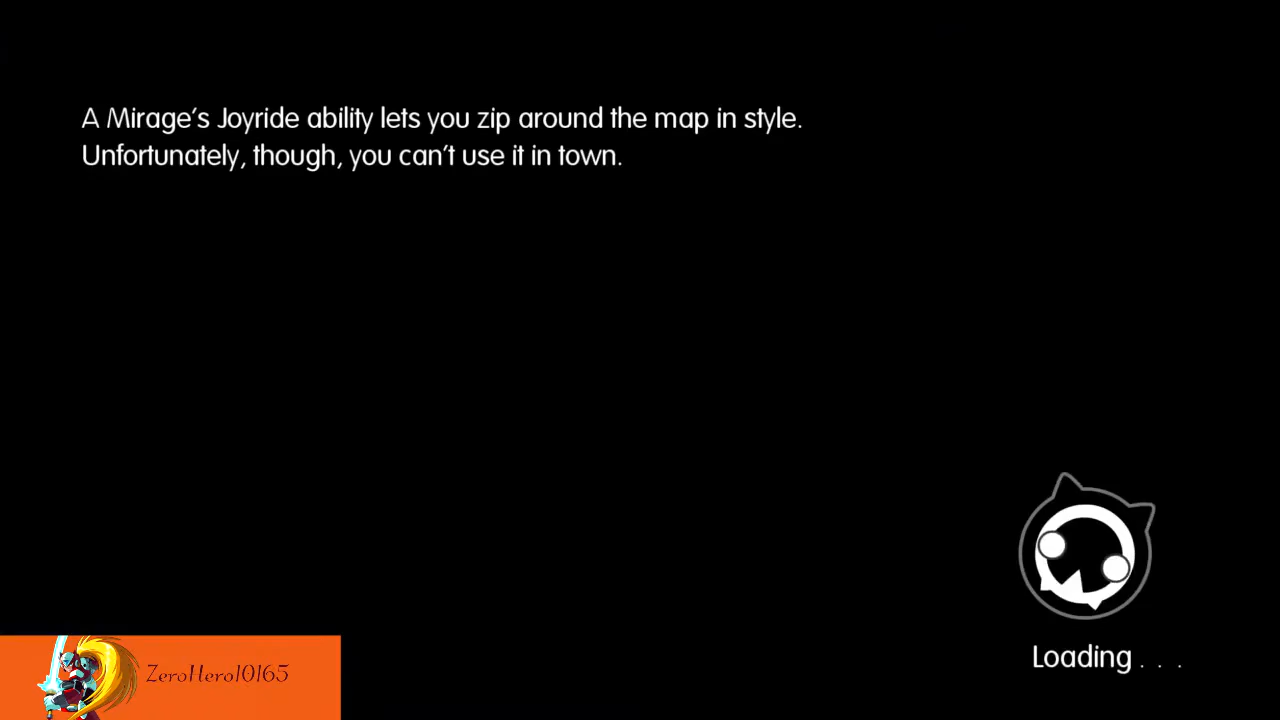 A Mirage's Joyride ability lets you zip around the map in style.
Unfortunately, though, you can't use it in town.
Loading . . .
ZeroHero10165